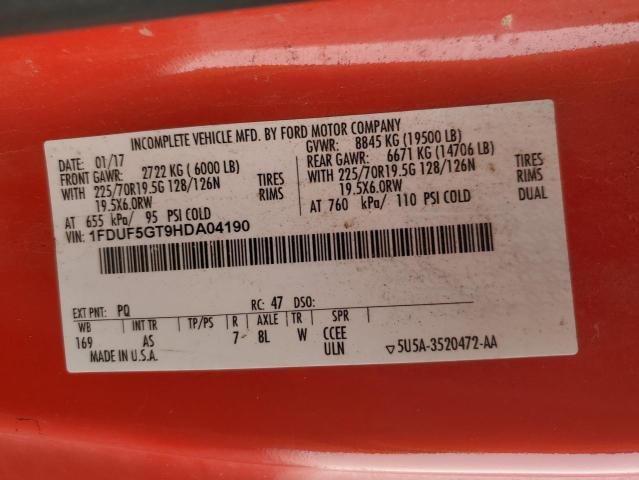 INCOMPLETE VEHICLE MFD. BY FORD MOTOR COMPANY
DATE: 01/17 GVWR: 8845 KG (19500 LB)
FRONT GAWR: 2722 KG (6000 LB) REAR GAWR: 6671 KG (14706 LB)
WITH 225/70R19.5G 128/126N TIRES WITH 225/70R19.5G 128/126N TIRES
19.5X6.0RW RIMS 19.5X6.0RW RIMS
AT 655 kPa/ 95 PSI COLD AT 760 kPa/ 110 PSI COLD DUAL
VIN: 1FDUF5GT9HDA04190
EXT PNT: PQ RC: 47 DSO:
WB INT TR TP/PS R AXLE TR SPR
169 AS 7 8L W CCEE
MADE IN U.S.A. ULN ▽5U5A-3520472-AA